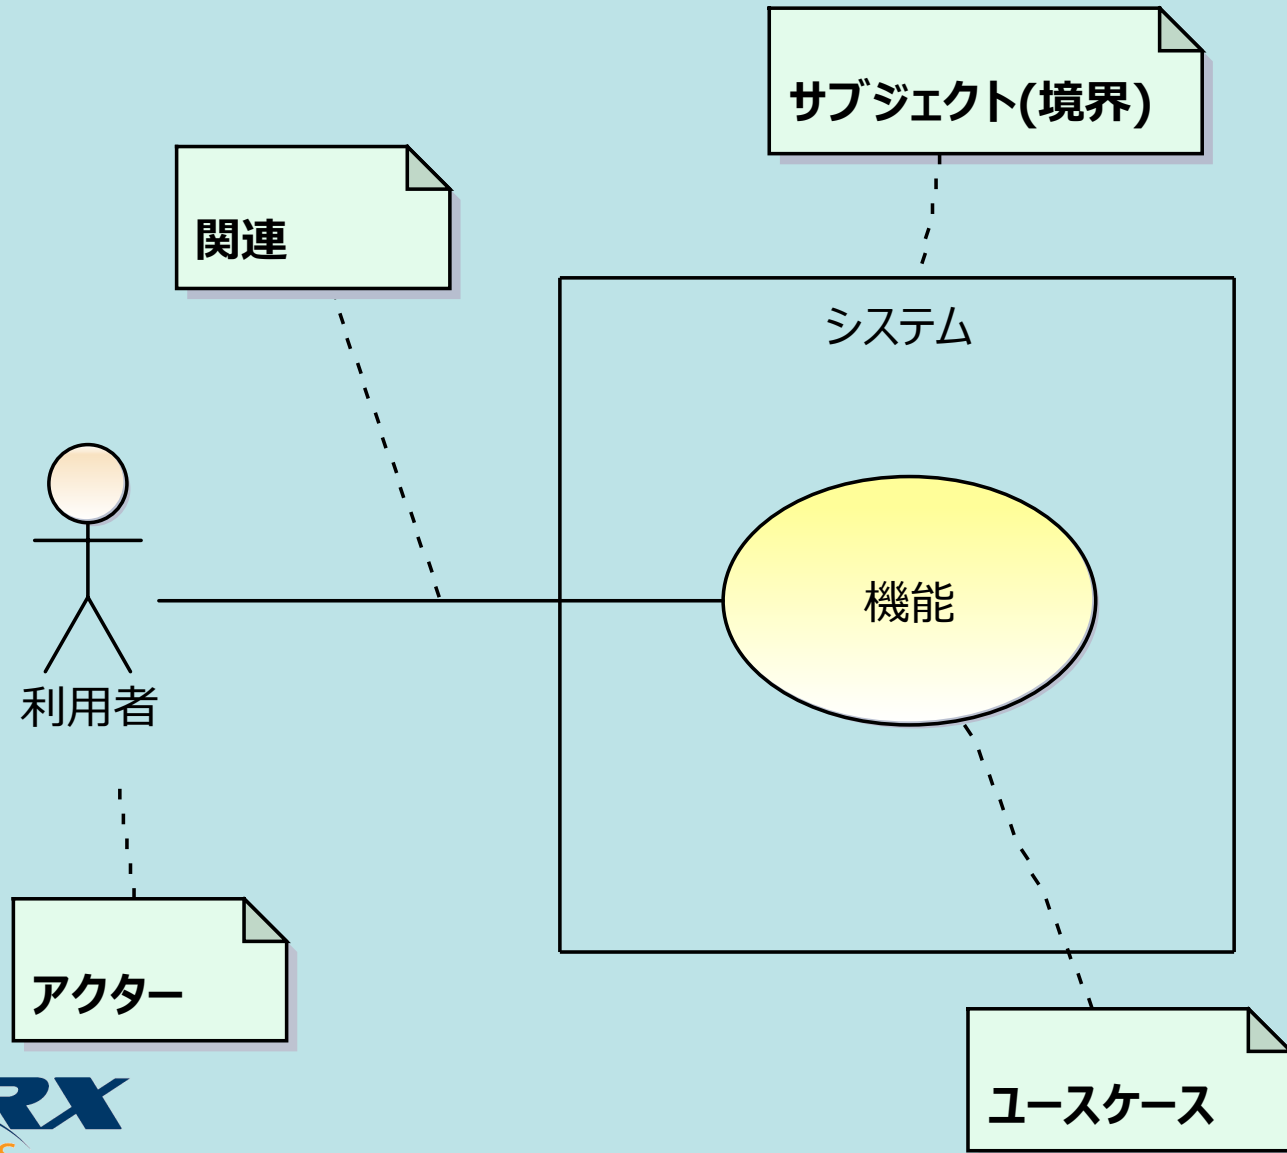 サブジェクト(境界)
関連
システム
機能
利用者
アクター
ユースケース
RX